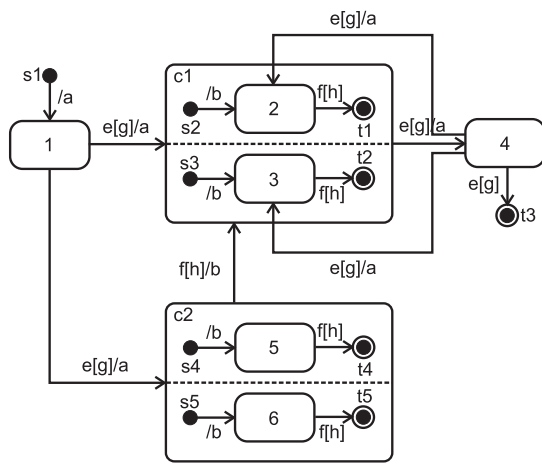 e[g]/a
s1
/a
c1
/b
2
f[h]
s2
t1
e[g]/a
e[g]/a
1
4
s3
t2
/b
3
f[h]
e[g]
t3
f[h]/b
e[g]/a
c2
/b
5
f[h]
s4
t4
e[g]/a
s5
t5
/b
6
f[h]